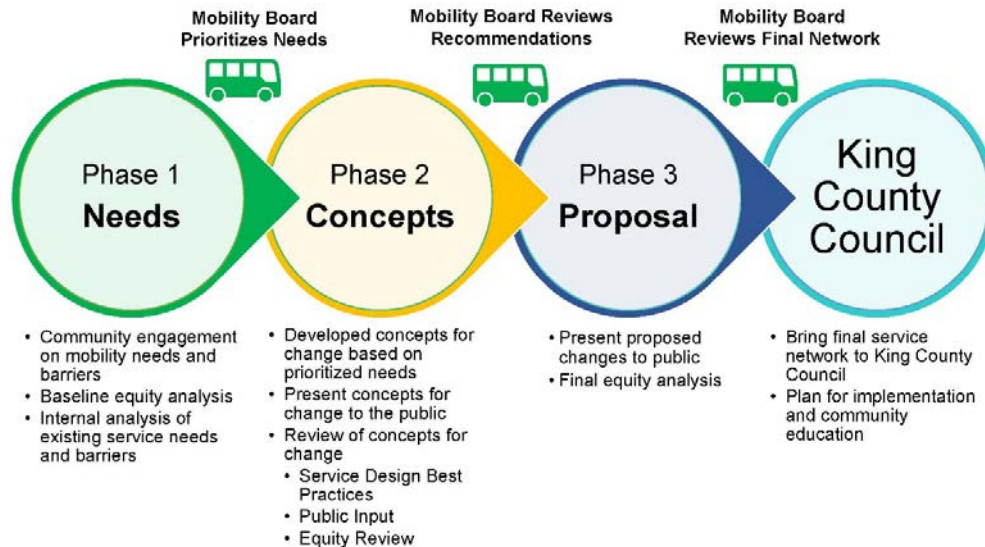 Mobility Board
Prioritizes Needs
Mobility Board Reviews
Recommendations
Mobility Board
Reviews Final Network
Phase 1
Needs
Phase 2
Concepts
Phase 3
Proposal
King
County
Council
• Community engagement
on mobility needs and
barriers
• Baseline equity analysis
• Internal analysis of
existing service needs
and barriers
• Developed concepts for
change based on
prioritized needs
• Present concepts for
change to the public
• Review of concepts for
change
• Service Design Best
Practices
• Public Input
• Equity Review
• Present proposed
changes to public
• Final equity analysis
• Bring final service
network to King County
Council
• Plan for implementation
and community
education